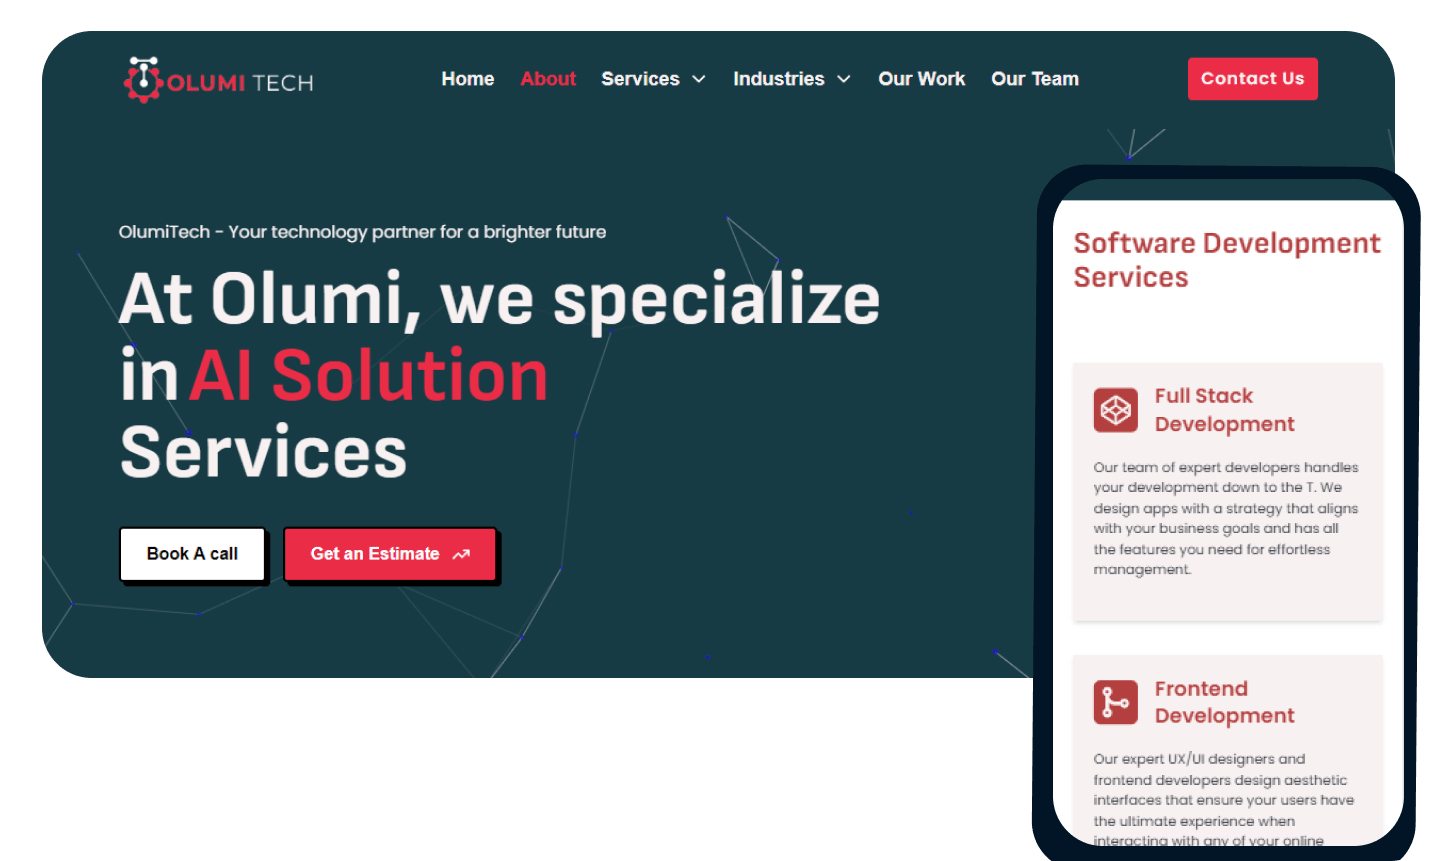 OLUMI TECH
Home About Services Industries Our Work Our Team
Contact Us
OlumiTech - Your technology partner for a brighter future
At Olumi, we specialize
in AI Solution
Services
Book A call
Get an Estimate
Software Development
Services
Full Stack
Development
Our team of expert developers handles
your development down to the T. We
design apps with a strategy that aligns
with your business goals and has all
the features you need for effortless
management.
Frontend
Development
Our expert UX/UI designers and
frontend developers design aesthetic
interfaces that ensure your users have
the ultimate experience when
interacting with any of your online